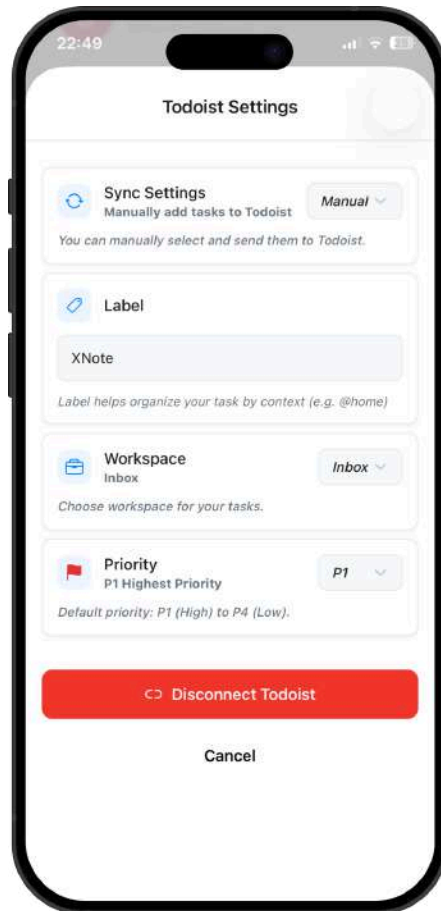 22:49
Todoist Settings
Sync Settings
Manually add tasks to Todoist
Manual
You can manually select and send them to Todoist.
Label
XNote
Label helps organize your task by context (e.g. @home)
Workspace
Inbox
Inbox
Choose workspace for your tasks.
Priority
P1 Highest Priority
P1
Default priority: P1 (High) to P4 (Low).
Disconnect Todoist
Cancel